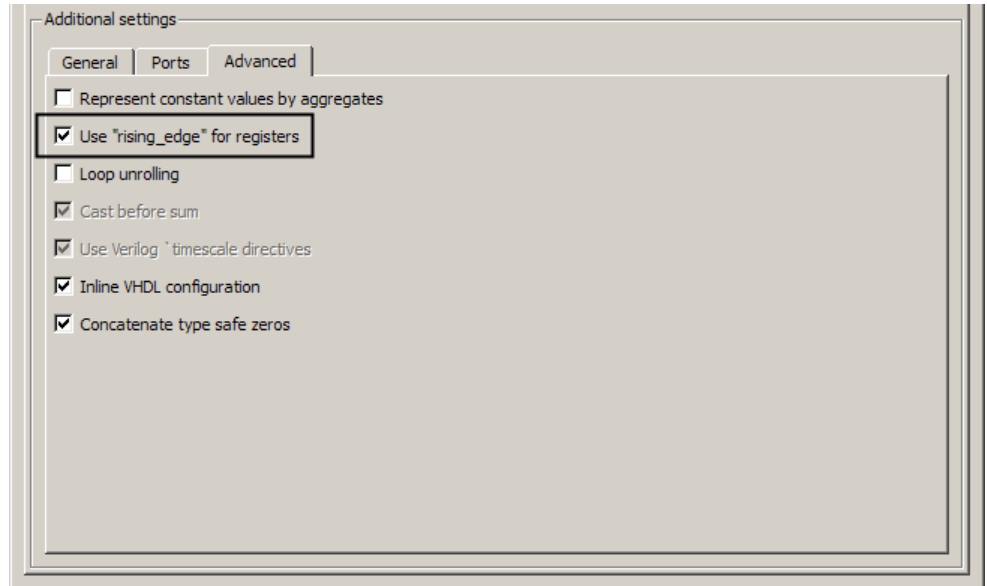 Additional settings
General Ports Advanced
Represent constant values by aggregates
Use "rising_edge" for registers
Loop unrolling
Cast before sum
Use Verilog `timescale directives
Inline VHDL configuration
Concatenate type safe zeros